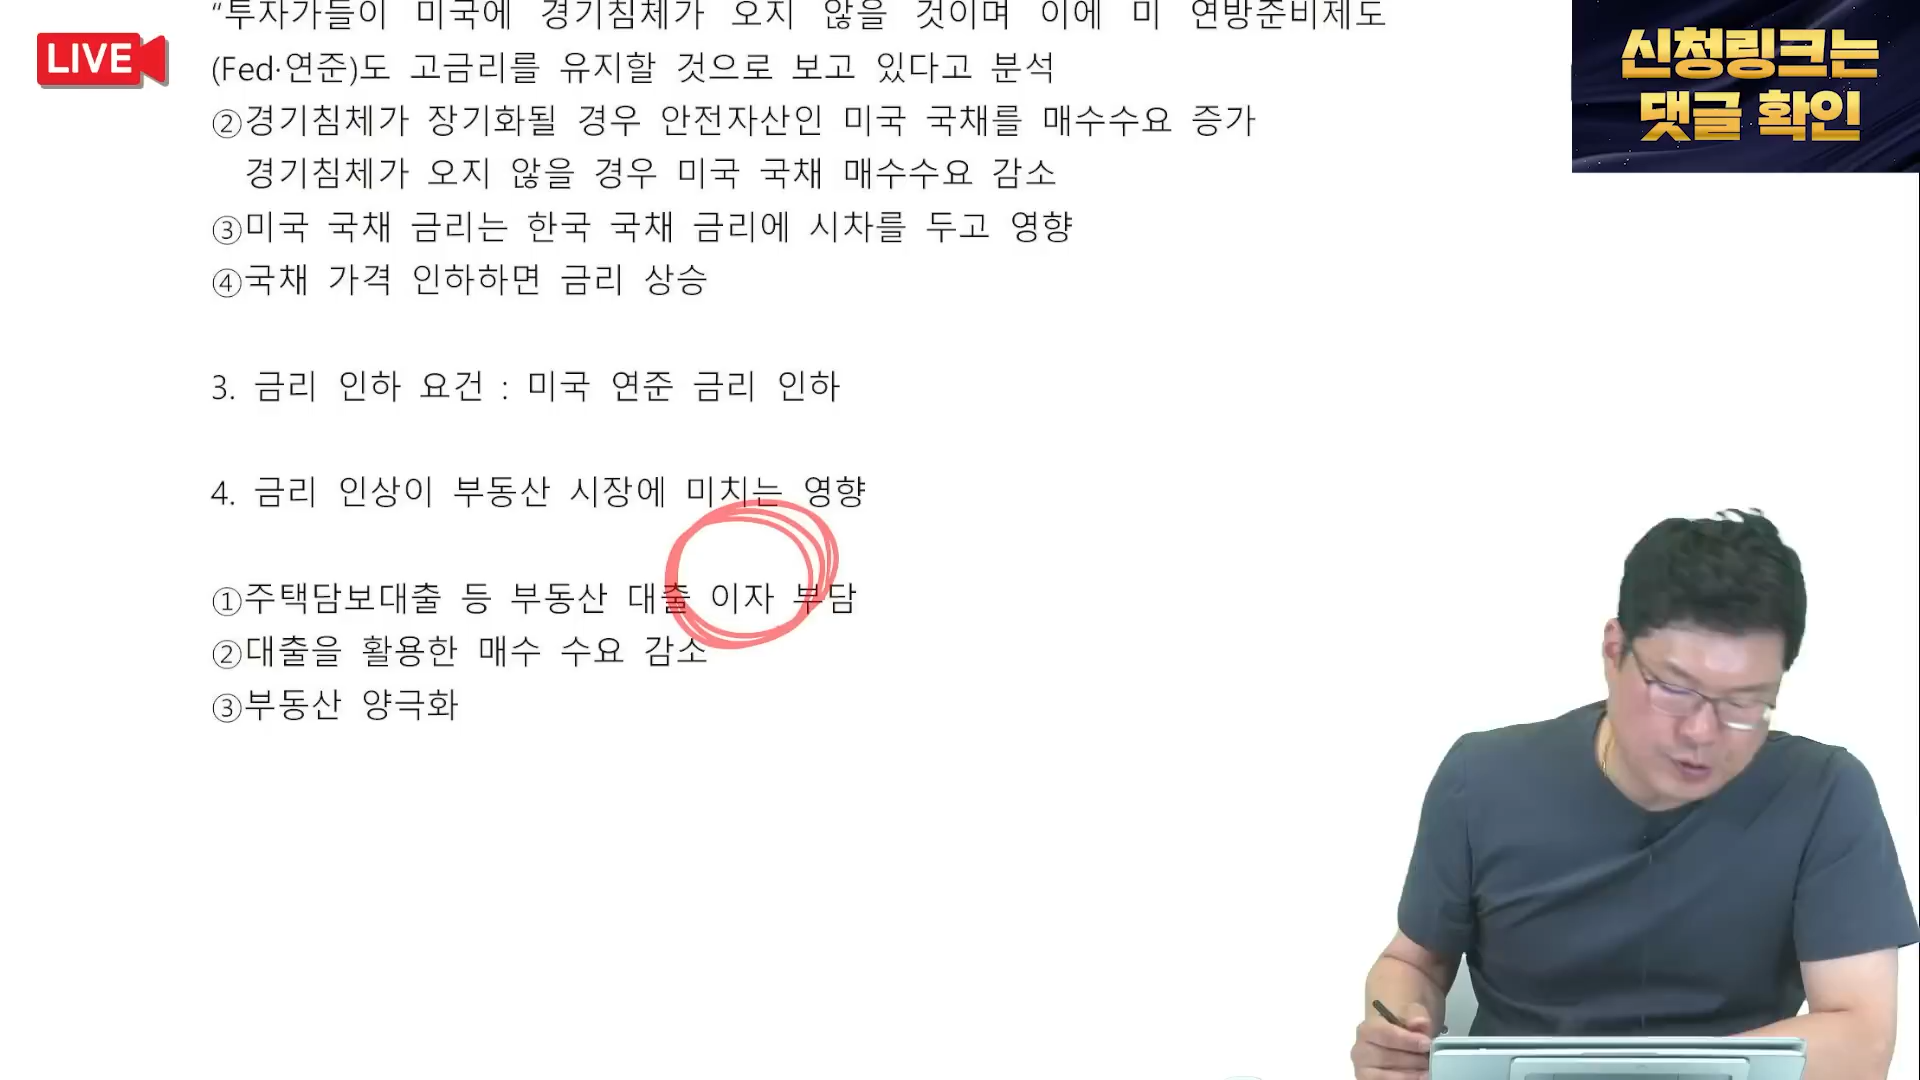 LIVE
신청링크는
댓글 확인
“투자가들이 미국에 경기침체가 오지 않을 것이며 이에 미 연방준비제도
(Fed·연준)도 고금리를 유지할 것으로 보고 있다고 분석
②경기침체가 장기화될 경우 안전자산인 미국 국채를 매수수요 증가
경기침체가 오지 않을 경우 미국 국채 매수수요 감소
③미국 국채 금리는 한국 국채 금리에 시차를 두고 영향
④국채 가격 인하하면 금리 상승
3. 금리 인하 요건 : 미국 연준 금리 인하
4. 금리 인상이 부동산 시장에 미치는 영향
①주택담보대출 등 부동산 대출 이자 부담
②대출을 활용한 매수 수요 감소
③부동산 양극화